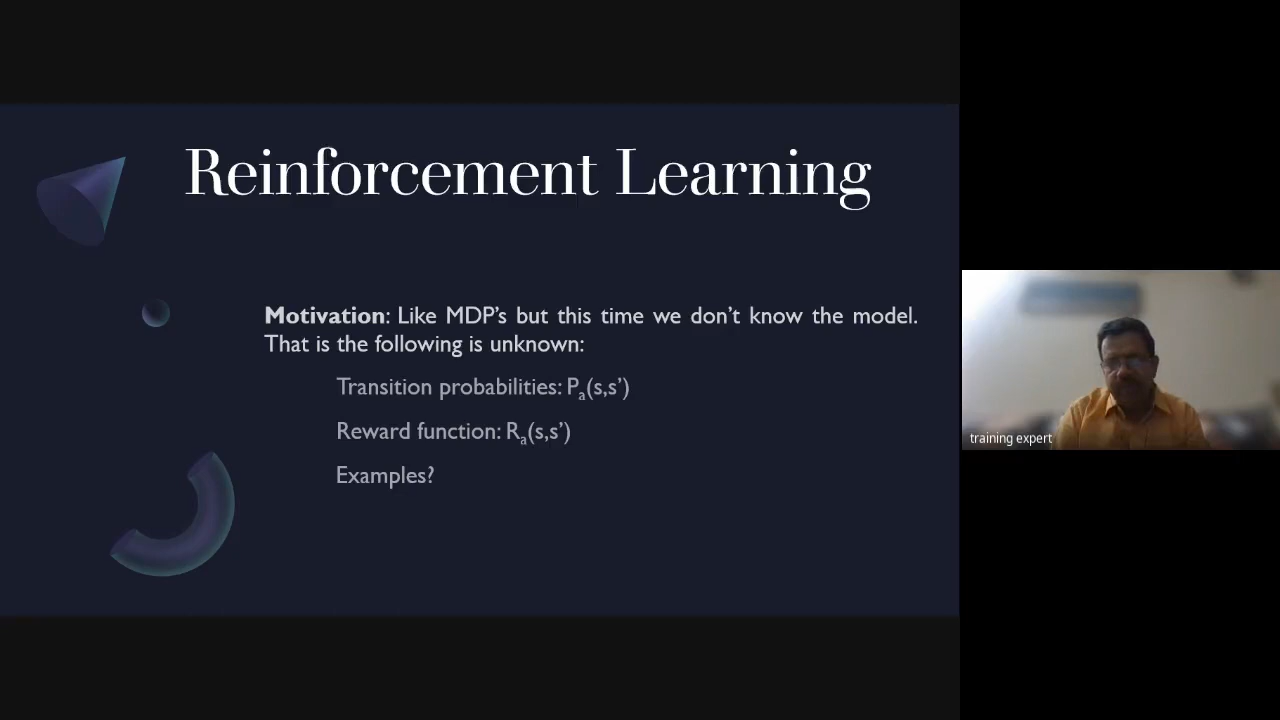 Reinforcement Learning
Motivation: Like MDP’s but this time we don’t know the model.
That is the following is unknown:
Transition probabilities: Pₐ(s,s’)
Reward function: Rₐ(s,s’)
Examples?
training expert